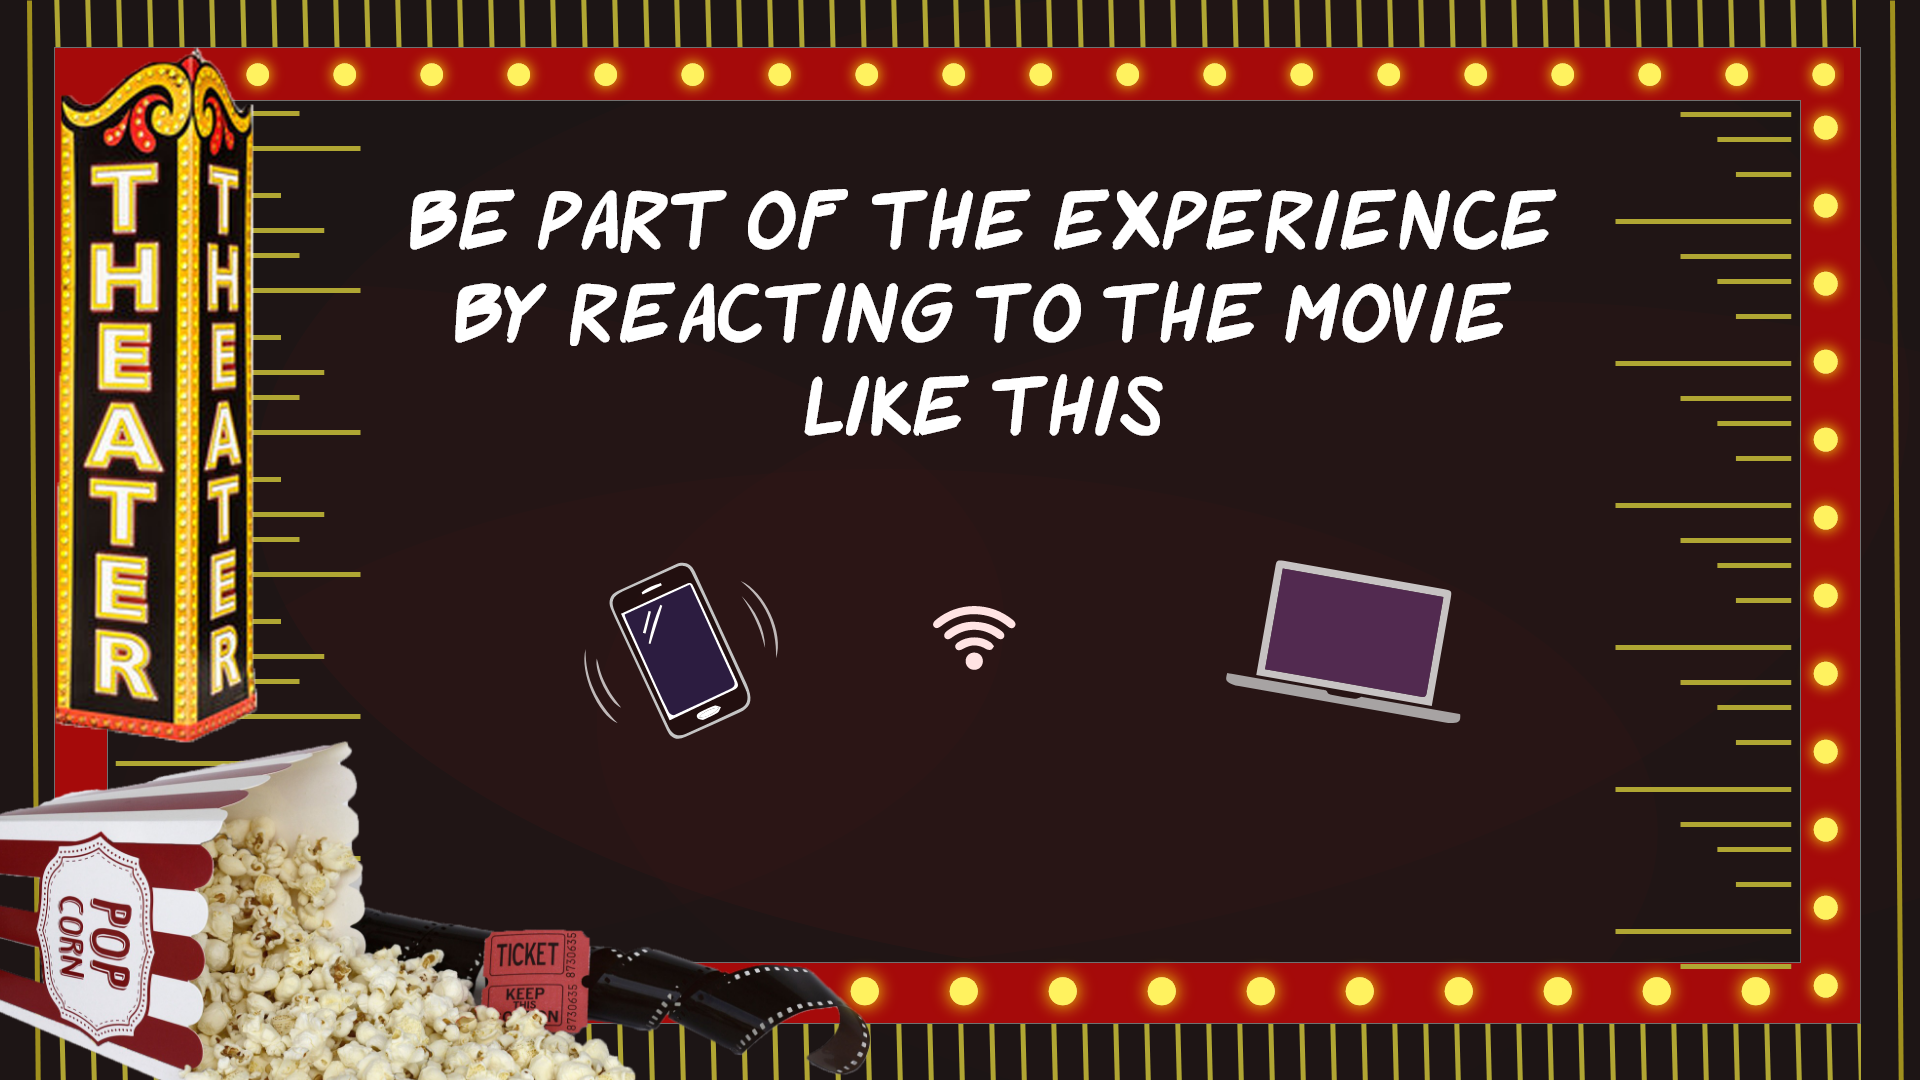 THEATER
THEATER
BE PART OF THE EXPERIENCE
BY REACTING TO THE MOVIE
LIKE THIS
POP
CORN
TICKET
8730635
KEEP
THIS
8730635